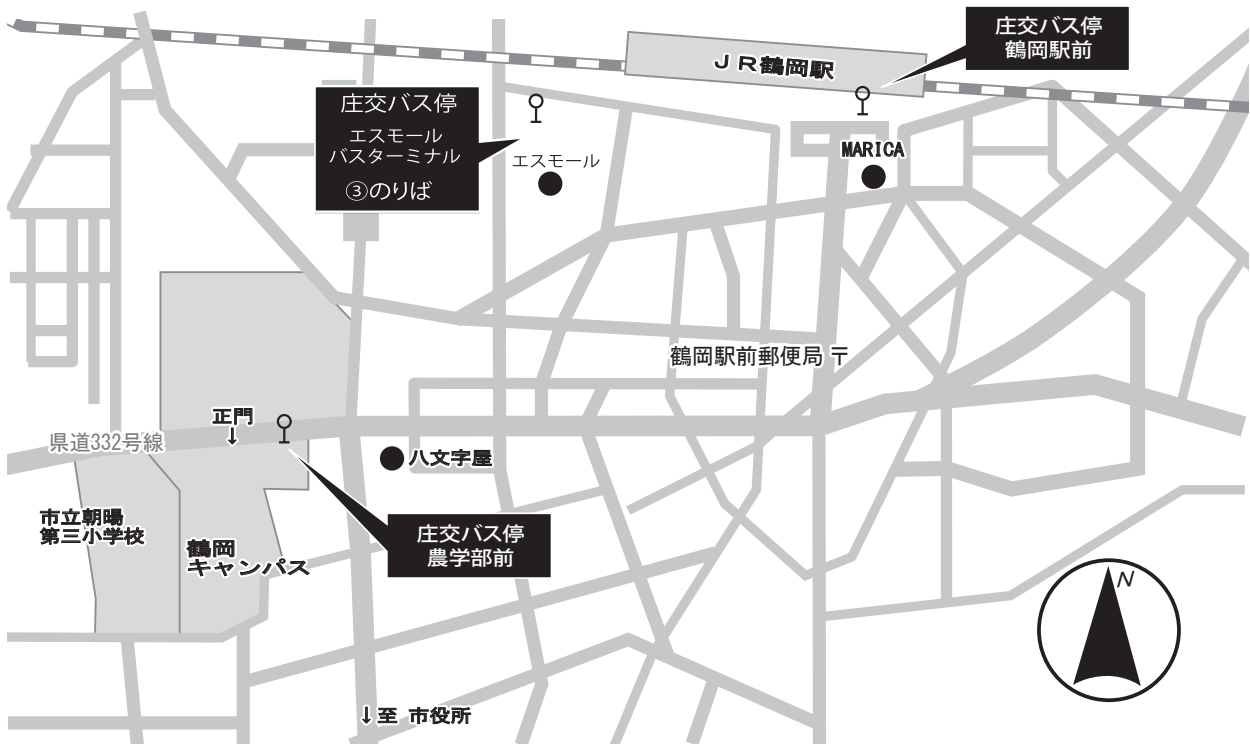 庄交バス停
鶴岡駅前
JR鶴岡駅
庄交バス停
エスモール
バスターミナル
③のりば
エスモール
MARICA
鶴岡駅前郵便局 〒
正門
↓
県道332号線
八文字屋
市立朝暘
第三小学校
鶴岡
キャンパス
庄交バス停
農学部前
N
↓至 市役所